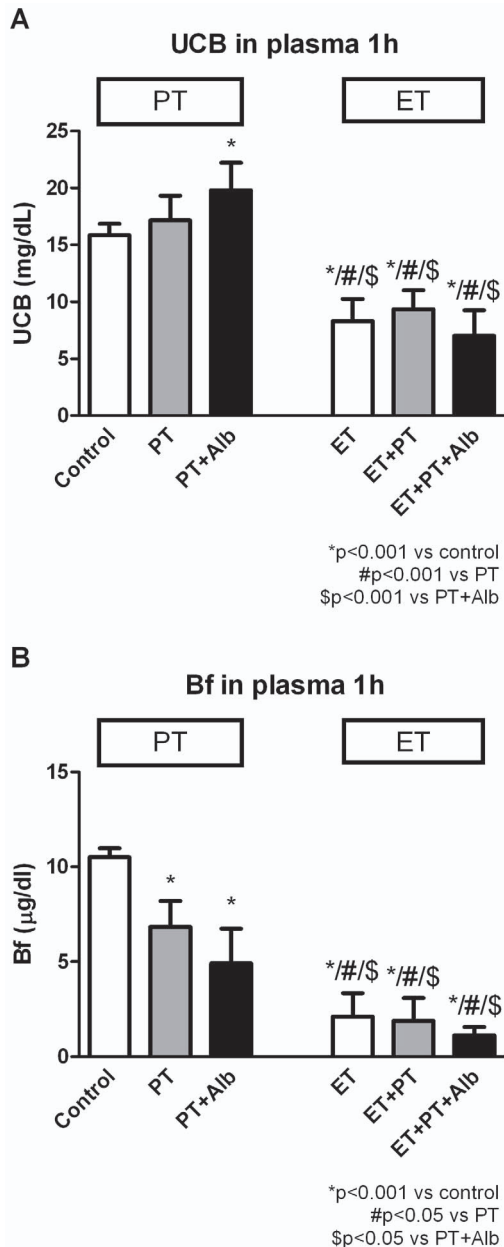 A
UCB in plasma 1h
PT ET
25
20
15
10
5
0
UCB (mg/dL)
*
*/#/$ */#/$ */#/$
Control PT PT+Alb ET ET+PT ET+PT+Alb
*p<0.001 vs control
#p<0.001 vs PT
$p<0.001 vs PT+Alb
B
Bf in plasma 1h
PT ET
15
10
5
0
Bf (µg/dl)
* *
*/#/$ */#/$ */#/$
Control PT PT+Alb ET ET+PT ET+PT+Alb
*p<0.001 vs control
#p<0.05 vs PT
$p<0.05 vs PT+Alb